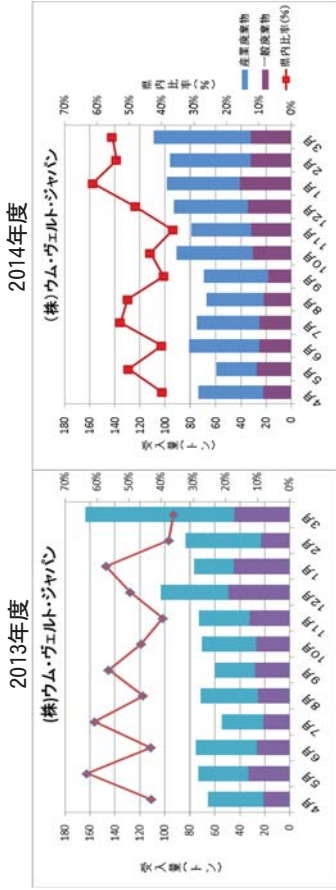 2013年度
(株)ウム・ヴェルト・ジャパン
受入量(トン)
180
160
140
120
100
80
60
40
20
0
70%
60%
50%
40%
30%
20%
10%
0%
4月
5月
6月
7月
8月
9月
10月
11月
12月
1月
2月
3月
2014年度
(株)ウム・ヴェルト・ジャパン
受入量(トン)
180
160
140
120
100
80
60
40
20
0
70%
60%
50%
40%
30%
20%
10%
0%
県内比率(%)
4月
5月
6月
7月
8月
9月
10月
11月
12月
1月
2月
3月
産業廃棄物
一般廃棄物
県内比率(%)